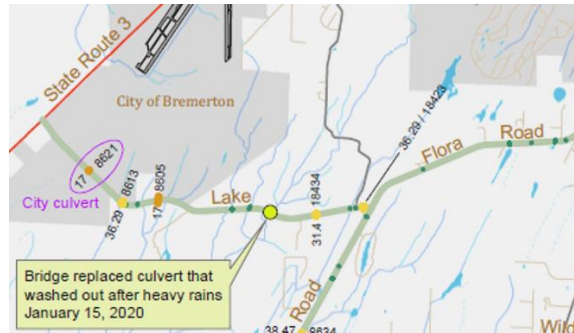 State Route 3
City of Bremerton
36.29 / 18423
Flora
Road
17
8621
City culvert
8613
36.29
8605
17
Lake
18434
31.4
Bridge replaced culvert that
washed out after heavy rains
January 15, 2020
Road
38.47
8634
Wild